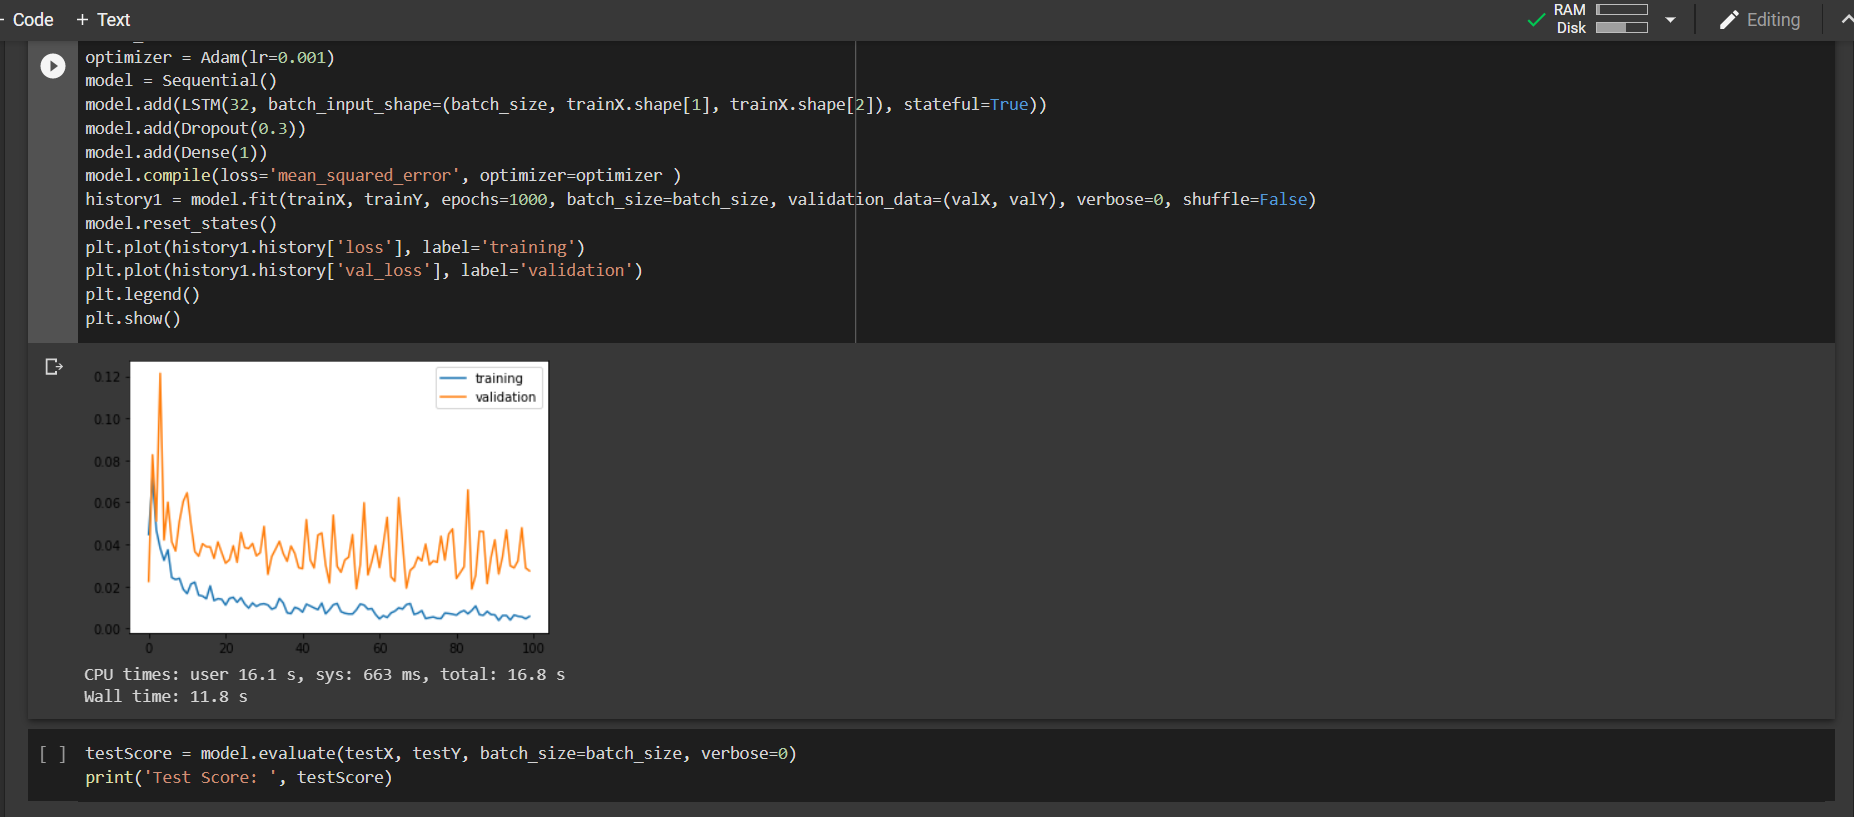 Code + Text
RAM
Disk
Editing
optimizer = Adam(lr=0.001)
model = Sequential()
model.add(LSTM(32, batch_input_shape=(batch_size, trainX.shape[1], trainX.shape[2]), stateful=True))
model.add(Dropout(0.3))
model.add(Dense(1))
model.compile(loss='mean_squared_error', optimizer=optimizer )
history1 = model.fit(trainX, trainY, epochs=1000, batch_size=batch_size, validation_data=(valX, valY), verbose=0, shuffle=False)
model.reset_states()
plt.plot(history1.history['loss'], label='training')
plt.plot(history1.history['val_loss'], label='validation')
plt.legend()
plt.show()
training
validation
0.12
0.10
0.08
0.06
0.04
0.02
0.00
0 20 40 60 80 100
CPU times: user 16.1 s, sys: 663 ms, total: 16.8 s
Wall time: 11.8 s
[ ] testScore = model.evaluate(testX, testY, batch_size=batch_size, verbose=0)
print('Test Score: ', testScore)